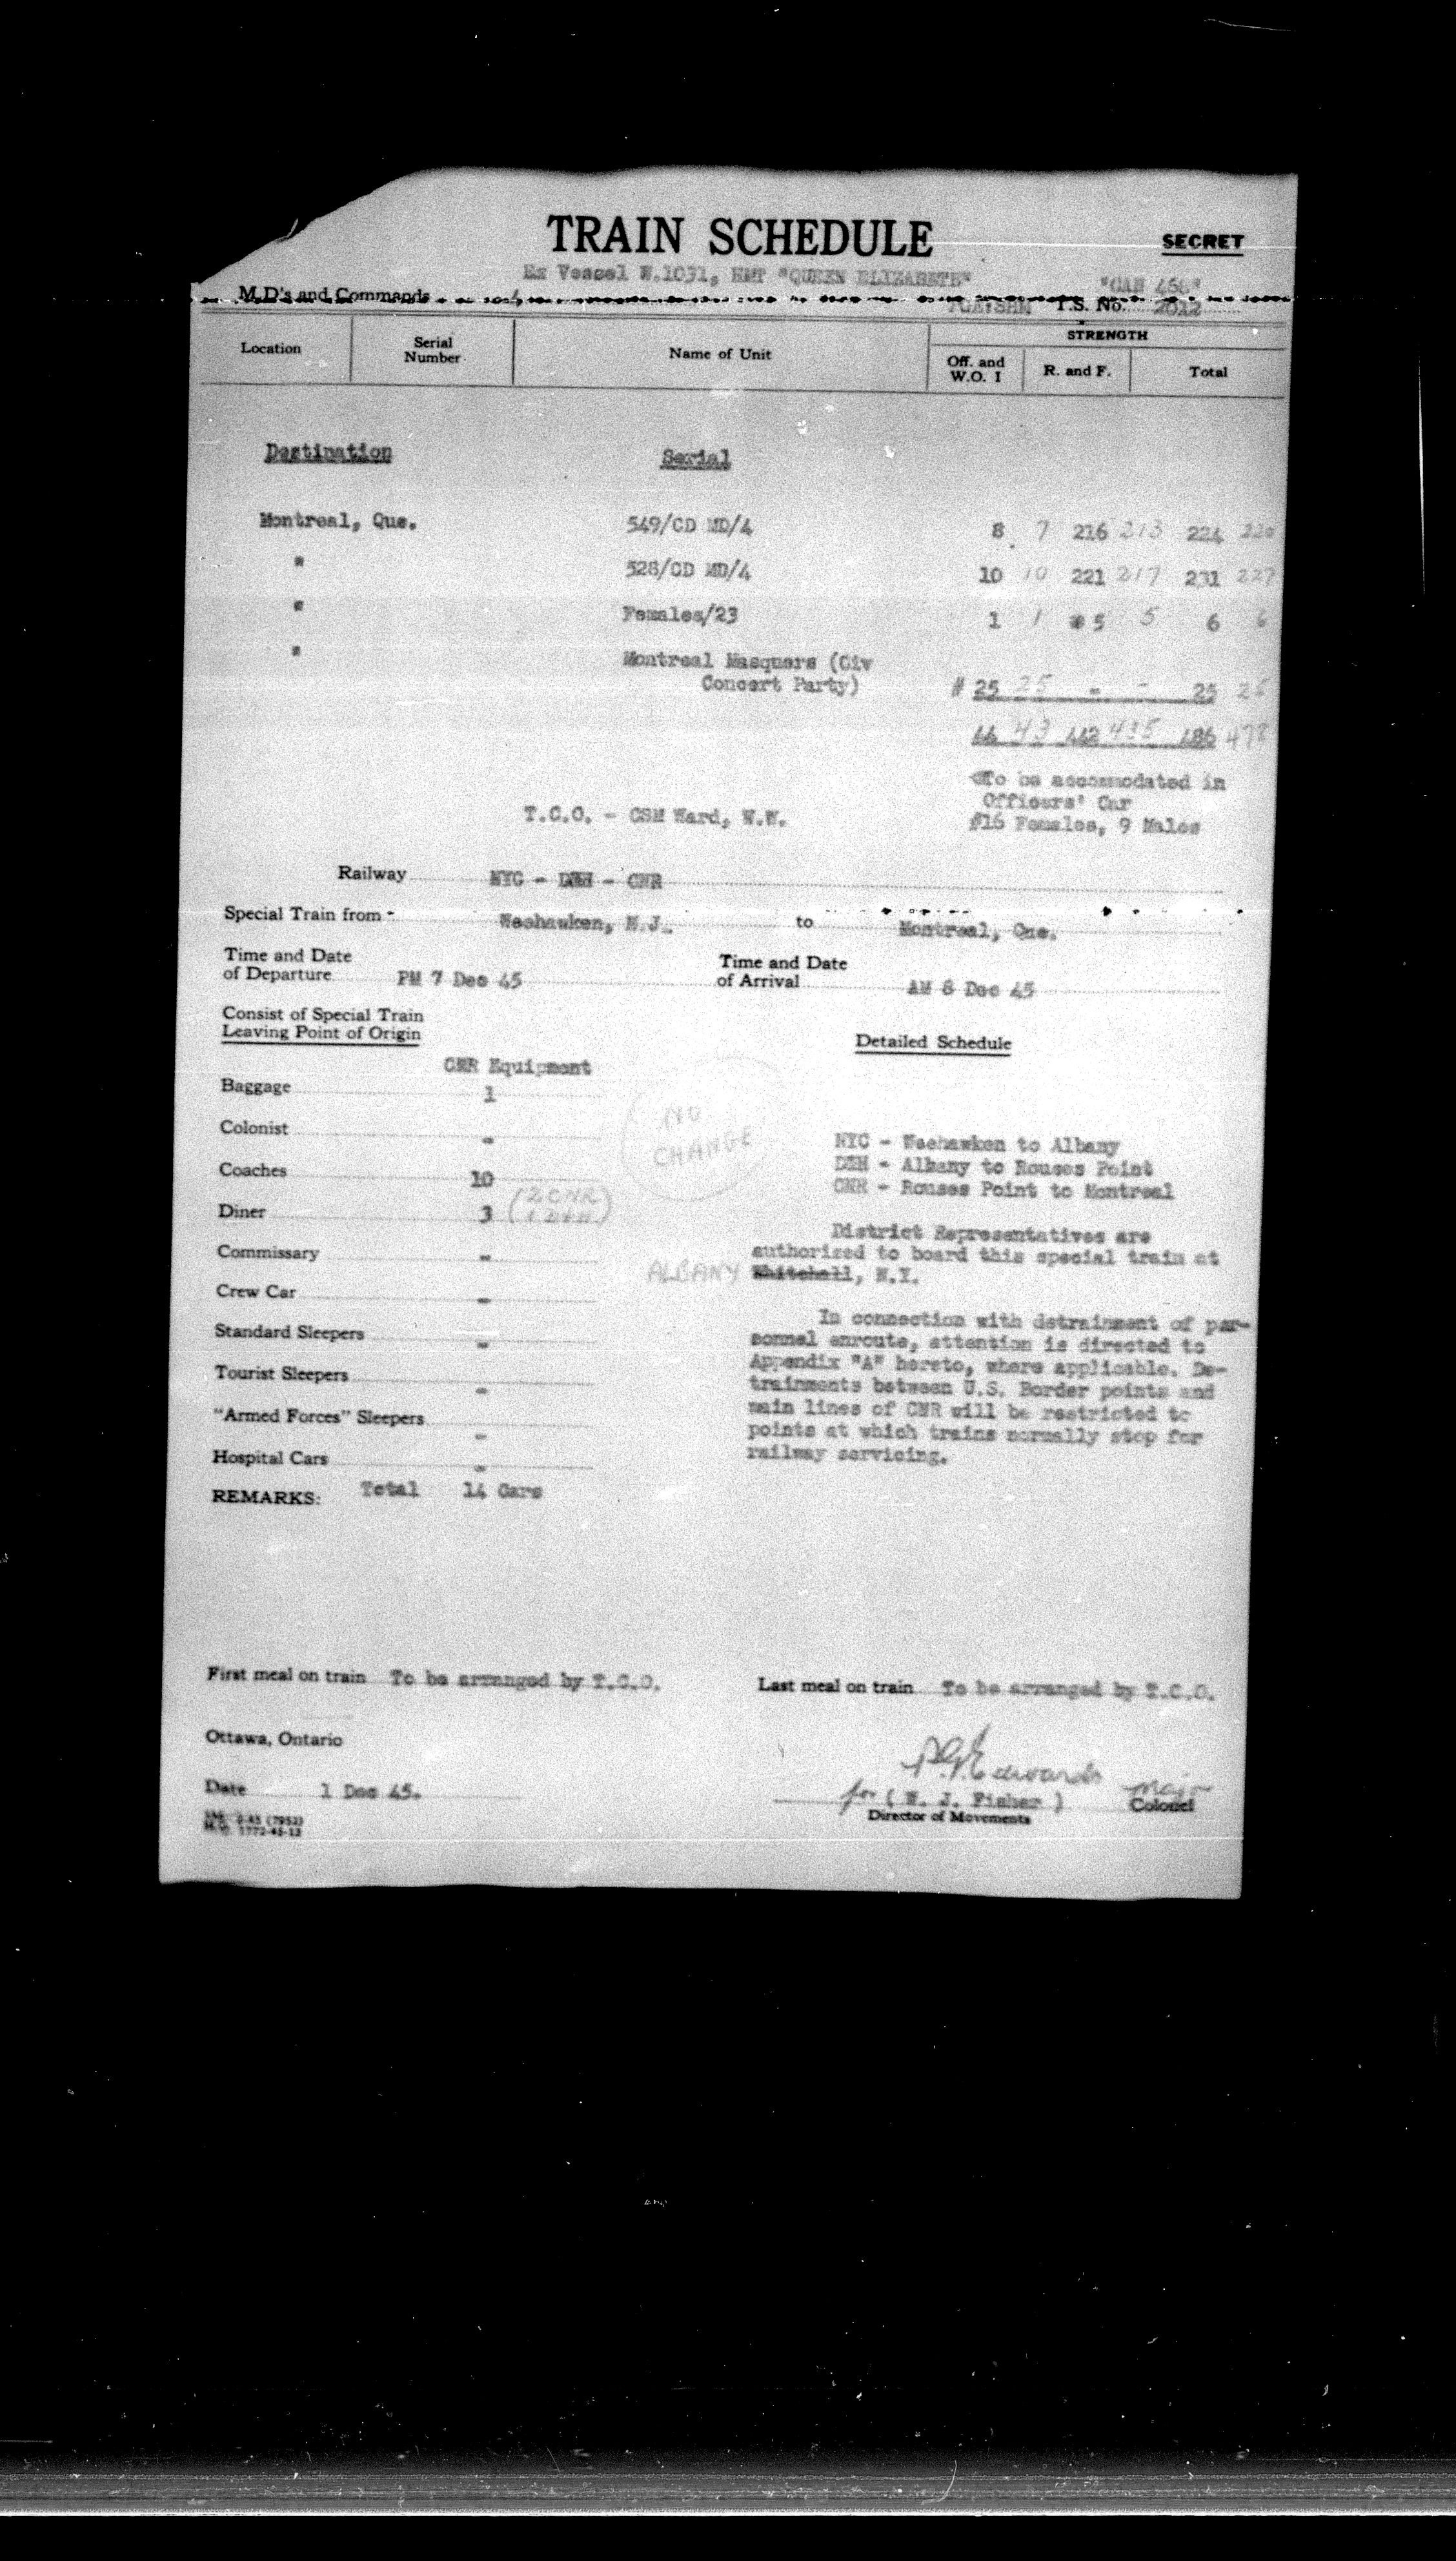 TRAIN SCHEDULE
SECRET
Ex Vessel W.1031, HMT "QUEEN ELIZABETH"
"CAN 458"
M.D's and Commands 4 T.S. No. 2012
Location Serial Number Name of Unit STRENGTH
Off. and W.O. I R. and F. Total
Destination Serial
Montreal, Que. 549/CD MD/4 8 7 216 213 224 220
" 528/CD MD/4 10 10 221 217 231 227
" Females/23 1 1 * 5 5 6 6
" Montreal Masquers (Civ
Concert Party) # 25 25 - - 25 25
44 43 442 435 486 478
*To be accommodated in
Officers' Car
T.C.O. - CSM Ward, W.W. #16 Females, 9 Males
Railway NYC - D&H - CNR
Special Train from - Weehawken, N.J. to Montreal, Que.
Time and Date
of Departure PM 7 Dec 45
Time and Date
of Arrival AM 8 Dec 45
Consist of Special Train
Leaving Point of Origin
CNR Equipment
Baggage 1
Colonist -
Coaches 10
Diner 3 (2 CNR
1 D+H)
Commissary -
Crew Car -
Standard Sleepers -
Tourist Sleepers -
"Armed Forces" Sleepers -
Hospital Cars -
REMARKS: Total 14 Cars
NO
CHANGE
Detailed Schedule
NYC - Weehawken to Albany
D&H - Albany to Rouses Point
CNR - Rouses Point to Montreal
District Representatives are
authorized to board this special train at
ALBANY Whitehall, N.Y.
In connection with detrainment of per-
sonnel enroute, attention is directed to
Appendix "A" hereto, where applicable. De-
trainments between U.S. Border points and
main lines of CNR will be restricted to
points at which trains normally stop for
railway servicing.
First meal on train To be arranged by T.C.O.
Last meal on train To be arranged by T.C.O.
Ottawa, Ontario
Date 1 Dec 45.
Edwards Major
for ( W. J. Fisher ) Colonel
Director of Movements